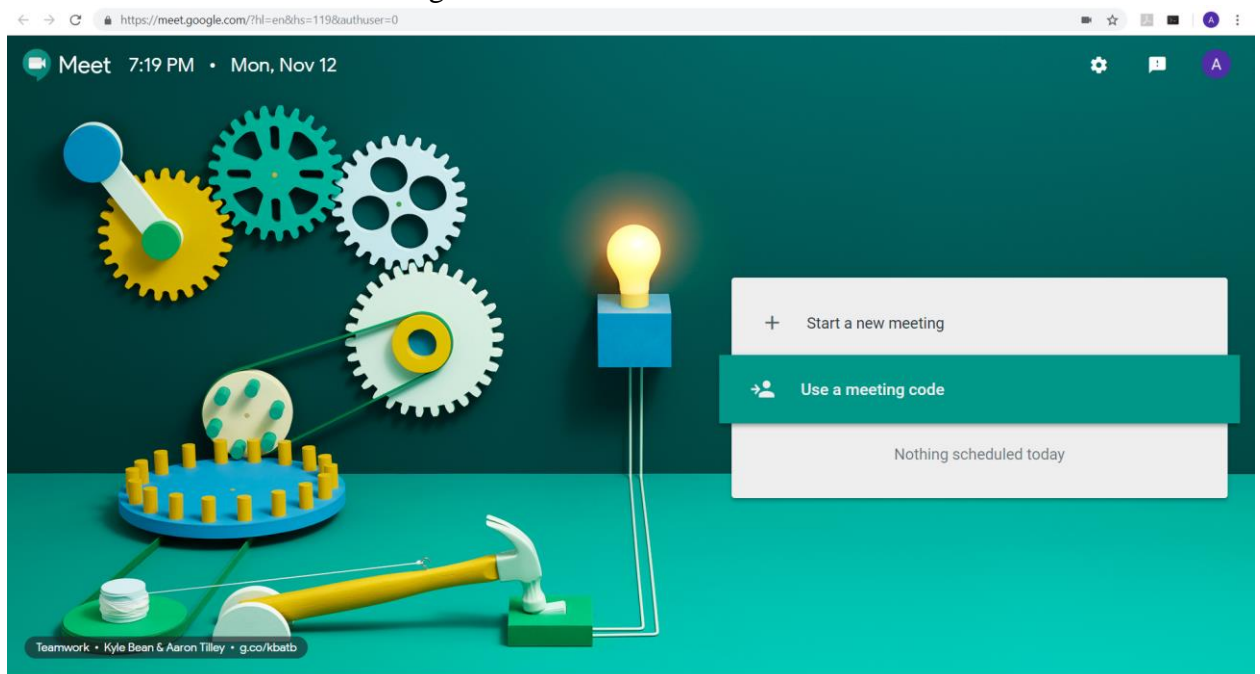 https://meet.google.com/?hl=en&hs=119&authuser=0
A
Meet 7:19 PM • Mon, Nov 12
A
Start a new meeting
Use a meeting code
Nothing scheduled today
Teamwork • Kyle Bean & Aaron Tilley • g.co/kbatb